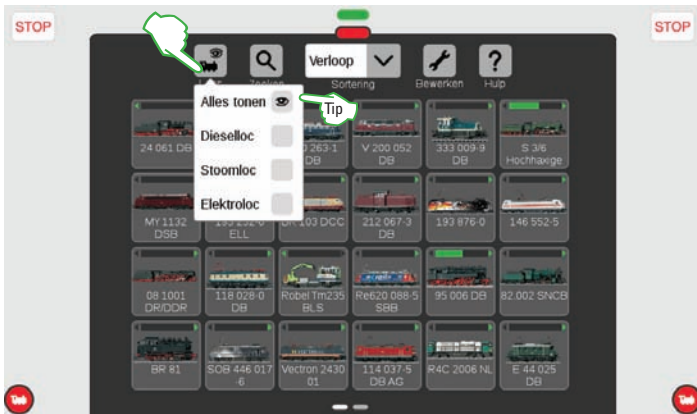 STOP
STOP
Verloop
Sortering
Bewerken
Hulp
Alles tonen
Tip
Dieselloc
Stoomloc
Elektroloc
24 061 DB
263-1
DB
V 200 052
DB
333 009-9
DB
S 3/6
Hochhaxige
MY 1132
DSB
ELL
103 DCC
212 067-3
DB
193 876-0
146 552-5
08 1001
DR/DDR
118 028-0
DB
Robel Tm235
BLS
Re620 088-5
SBB
95 006 DB
82.002 SNCB
BR 81
SOB 446 017
-6
Vectron 2430
01
114 037-5
DB AG
R4C 2006 NL
E 44 025
DB